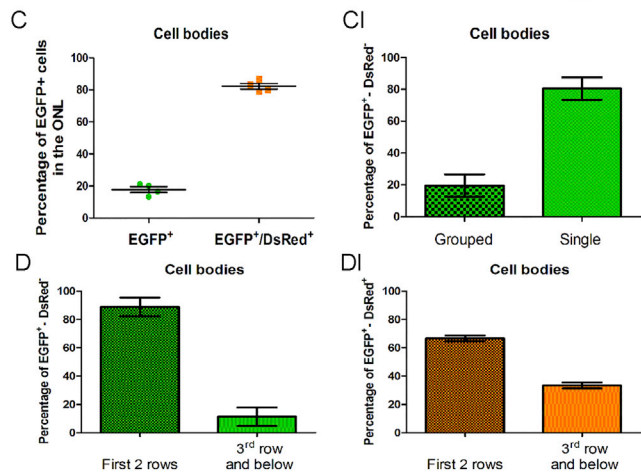 C
Cell bodies
Percentage of EGFP+ cells
in the ONL
100
80
60
40
20
0
EGFP⁺
EGFP⁺/DsRed⁺
CI
Cell bodies
Percentage of EGFP⁺- DsRed⁻
100
80
60
40
20
0
Grouped
Single
D
Cell bodies
Percentage of EGFP⁺- DsRed⁻
100
80
60
40
20
0
First 2 rows
3ʳᵈ row
and below
DI
Cell bodies
Percentage of EGFP⁺- DsRed⁺
100
80
60
40
20
0
First 2 rows
3ʳᵈ row
and below